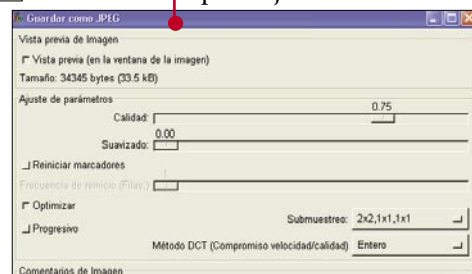 Guardar como JPEG
Vista previa de Imagen
Vista previa (en la ventana de la imagen)
Tamaño: 34345 bytes (33.5 kB)
Ajuste de parámetros
Calidad: 0.75
Suavizado: 0.00
Reiniciar marcadores
Frecuencia de reinicio (Filas):
Optimizar
Submuestreo: 2x2,1x1,1x1
Progresivo
Método DCT (Compromiso velocidad/calidad) Entero
Comentarios de Imagen